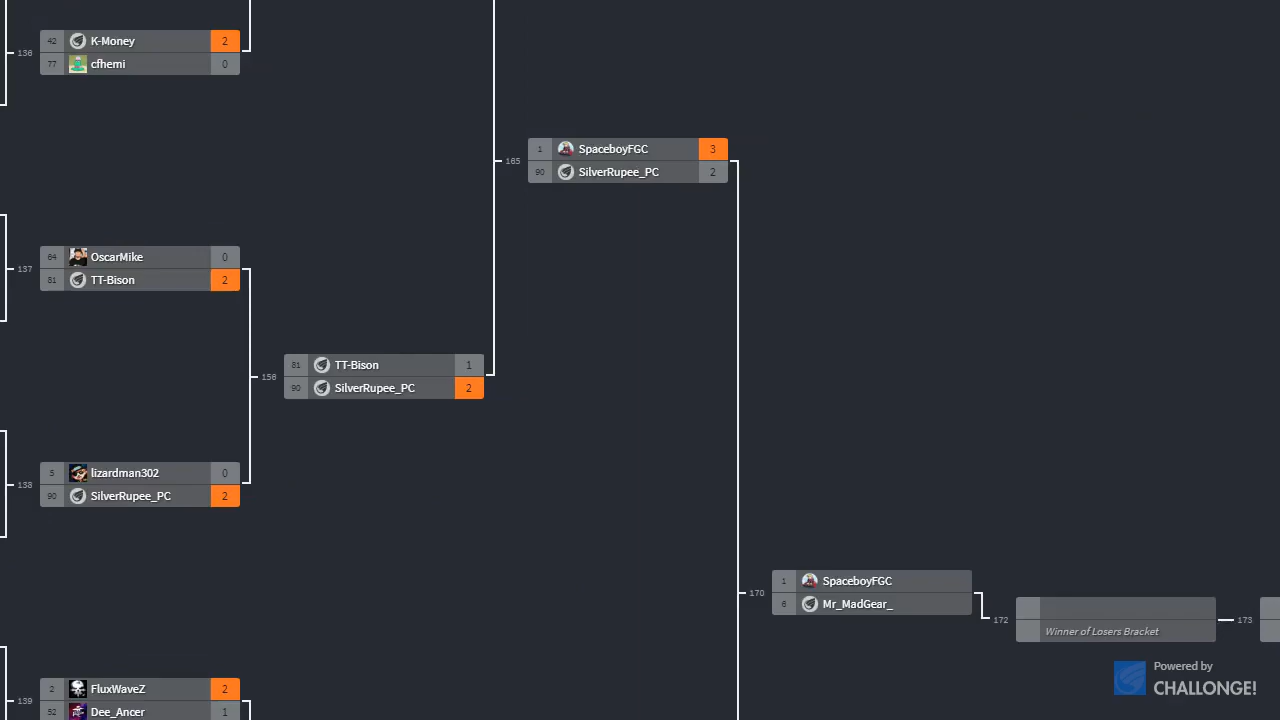 136
42 K-Money 2
77 cfhemi 0
165
1 SpaceboyFGC 3
90 SilverRupee_PC 2
137
64 OscarMike 0
81 TT-Bison 2
150
81 TT-Bison 1
90 SilverRupee_PC 2
138
5 lizardman302 0
90 SilverRupee_PC 2
170
1 SpaceboyFGC
6 Mr_MadGear_
172
Winner of Losers Bracket
173
139
2 FluxWaveZ 2
52 Dee_Ancer 1
Powered by
CHALLONGE!